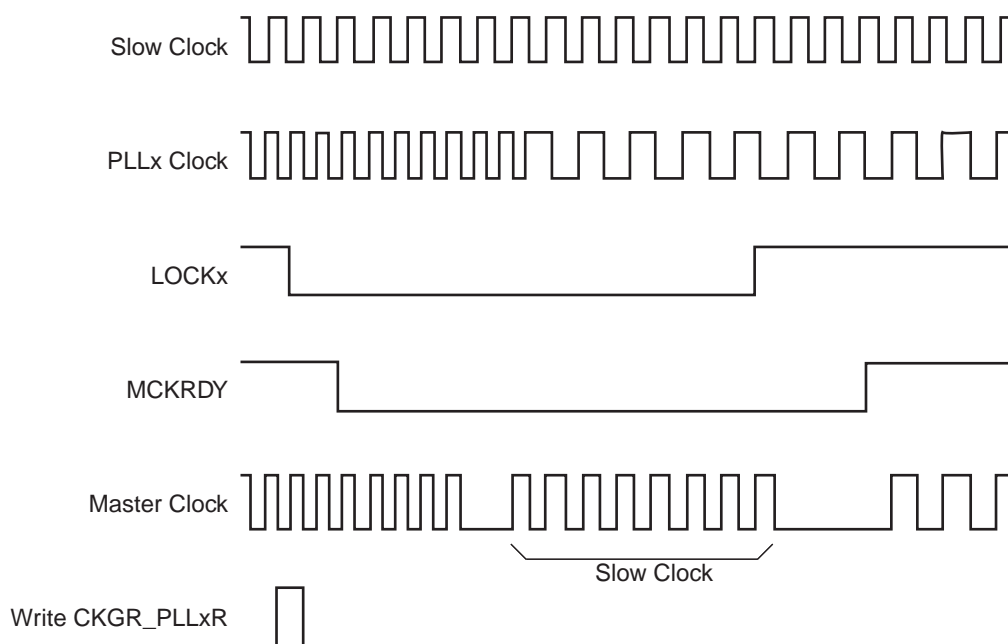 Slow Clock
PLLx Clock
LOCKx
MCKRDY
Master Clock
Slow Clock
Write CKGR_PLLxR